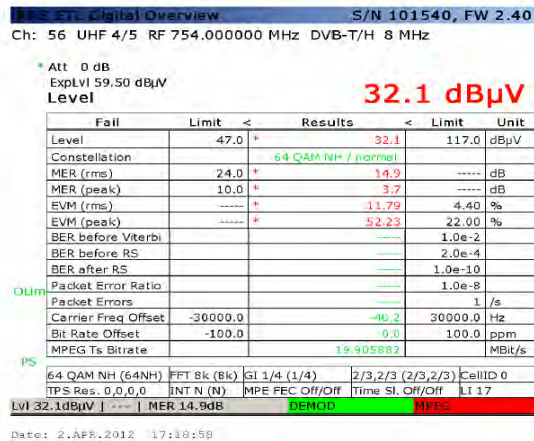 R&S ETL Digital Overview S/N 101540, FW 2.40
Ch: 56 UHF 4/5 RF 754.000000 MHz DVB-T/H 8 MHz
* Att 0 dB
ExpLvl 59.50 dBµV
Level 32.1 dBµV
Fail Limit < Results < Limit Unit
Level 47.0 * 32.1 117.0 dBµV
Constellation 64 QAM NH / normal
MER (rms) 24.0 * 14.9 ----- dB
MER (peak) 10.0 * 3.7 ----- dB
EVM (rms) ----- * 11.79 4.40 %
EVM (peak) ----- * 52.23 22.00 %
BER before Viterbi ----- 1.0e-2
BER before RS ----- 2.0e-4
BER after RS ----- 1.0e-10
Packet Error Ratio ----- 1.0e-8
OLim
Packet Errors ----- 1 /s
Carrier Freq Offset -30000.0 -40.2 30000.0 Hz
Bit Rate Offset -100.0 0.0 100.0 ppm
MPEG Ts Bitrate 19.905882 MBit/s
PS
64 QAM NH (64NH) FFT 8k (8k) GI 1/4 (1/4) 2/3,2/3 (2/3,2/3) CellID 0
TPS Res. 0,0,0,0 INT N (N) MPE FEC Off/Off Time Sl. Off/Off LI 17
Lvl 32.1dBµV | --- | MER 14.9dB DEMOD MPEG
Date: 2.APR.2012 17:18:58